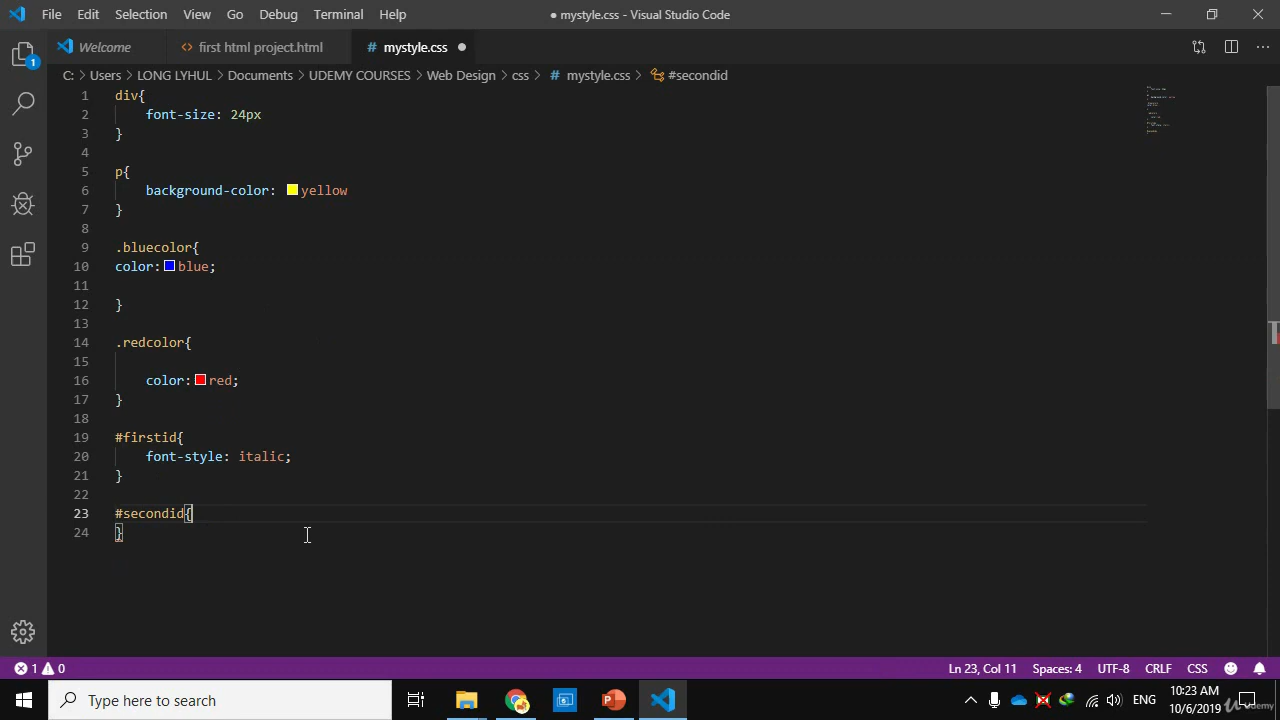 File Edit Selection View Go Debug Terminal Help ● mystyle.css - Visual Studio Code
Welcome <> first html project.html # mystyle.css ●
C: > Users > LONG LYHUL > Documents > UDEMY COURSES > Web Design > css > # mystyle.css > #secondid
1 div{
2 font-size: 24px
3 }
4
5 p{
6 background-color: yellow
7 }
8
9 .bluecolor{
10 color: blue;
11
12 }
13
14 .redcolor{
15
16 color: red;
17 }
18
19 #firstid{
20 font-style: italic;
21 }
22
23 #secondid{
24 }
1
1 0 Ln 23, Col 11 Spaces: 4 UTF-8 CRLF CSS
Type here to search ENG 10:23 AM
10/6/2019
Udemy